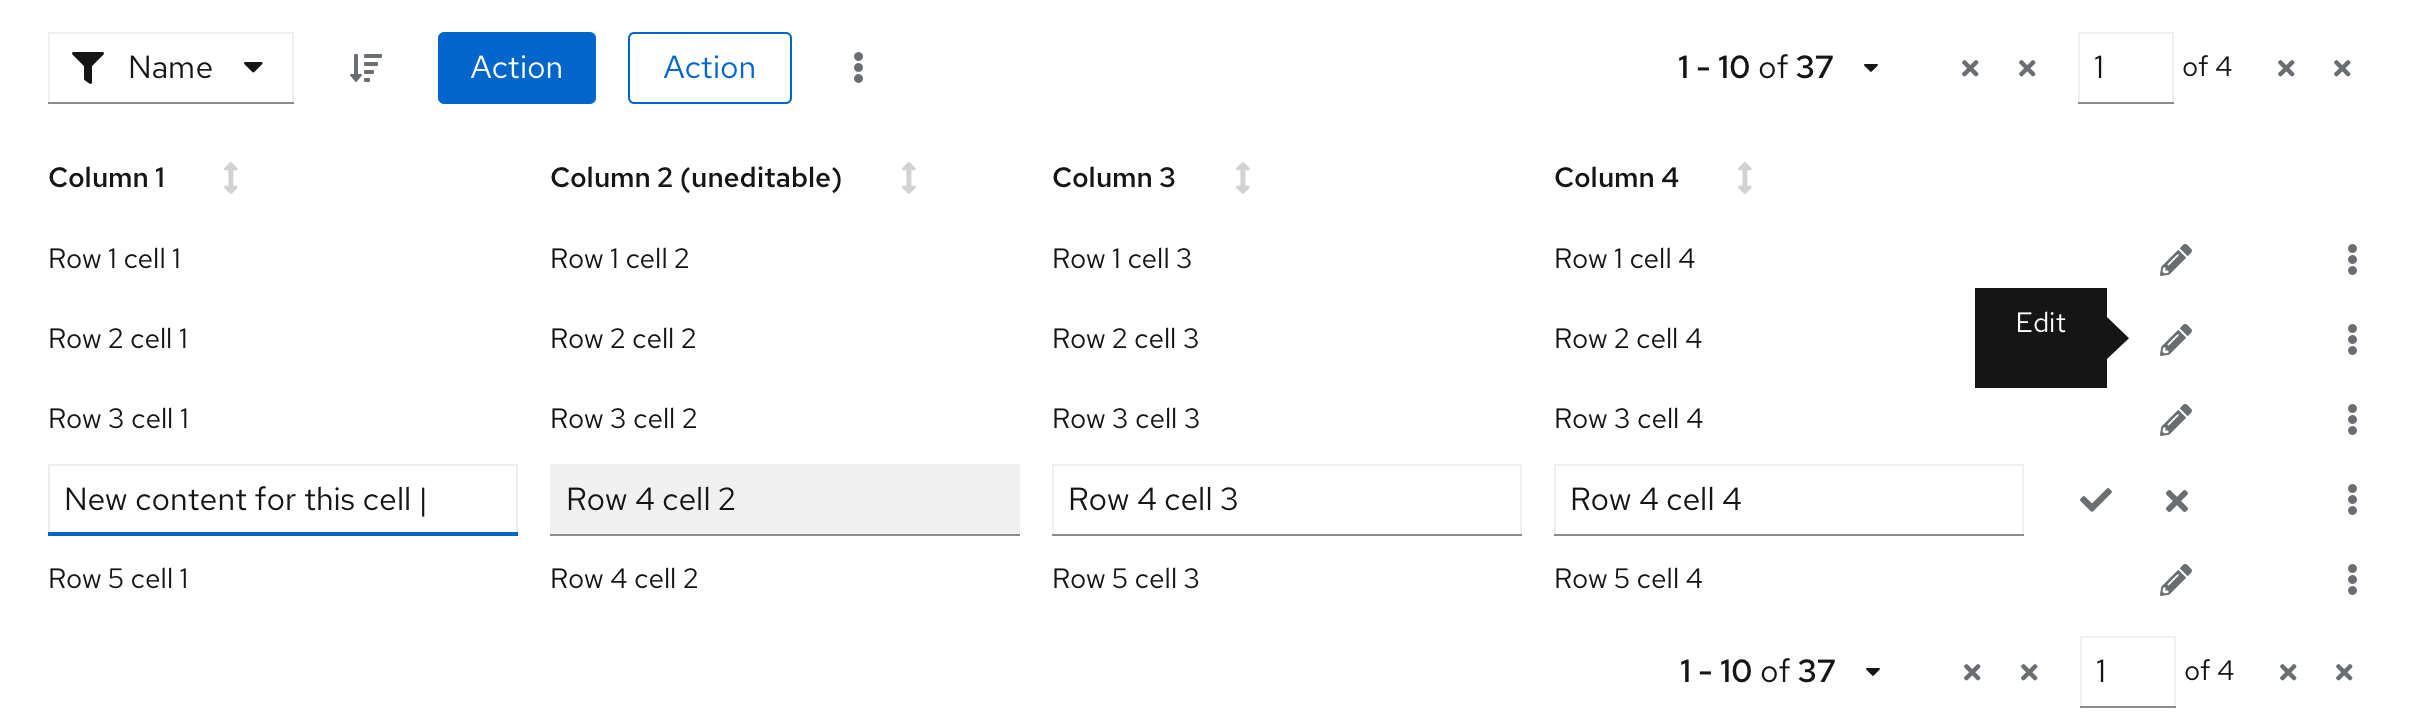 Name Action Action 1 - 10 of 37 1 of 4
Column 1 Column 2 (uneditable) Column 3 Column 4
Row 1 cell 1 Row 1 cell 2 Row 1 cell 3 Row 1 cell 4
Edit
Row 2 cell 1 Row 2 cell 2 Row 2 cell 3 Row 2 cell 4
Row 3 cell 1 Row 3 cell 2 Row 3 cell 3 Row 3 cell 4
New content for this cell | Row 4 cell 2 Row 4 cell 3 Row 4 cell 4
Row 5 cell 1 Row 4 cell 2 Row 5 cell 3 Row 5 cell 4
1 - 10 of 37 1 of 4